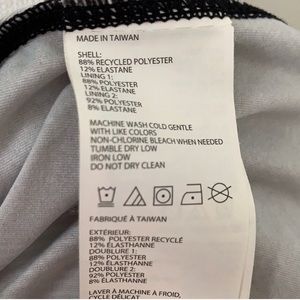 MADE IN TAIWAN
SHELL:
88% RECYCLED POLYESTER
12% ELASTANE
LINING 1:
88% POLYESTER
12% ELASTANE
LINING 2:
92% POLYESTER
8% ELASTANE
MACHINE WASH COLD GENTLE
WITH LIKE COLORS
NON-CHLORINE BLEACH WHEN NEEDED
TUMBLE DRY LOW
IRON LOW
DO NOT DRY CLEAN
FABRIQUÉ À TAIWAN
EXTÉRIEUR:
88% POLYESTER RECYCLÉ
12% ÉLASTHANNE
DOUBLURE 1:
88% POLYESTER
12% ÉLASTHANNE
DOUBLURE 2:
92% POLYESTER
8% ÉLASTHANNE
LAVER À MACHINE À FROID,
CYCLE DÉLICAT